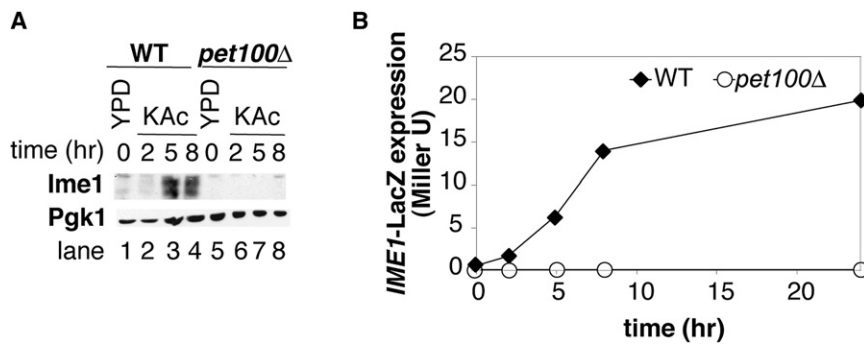 A
WT pet100Δ
YPD KAc YPD KAc
time (hr) 0 2 5 8 0 2 5 8
Ime1
Pgk1
lane 1 2 3 4 5 6 7 8
B
IME1-LacZ expression
(Miller U)
25
20
15
10
5
0
WT pet100Δ
0 5 10 15 20
time (hr)